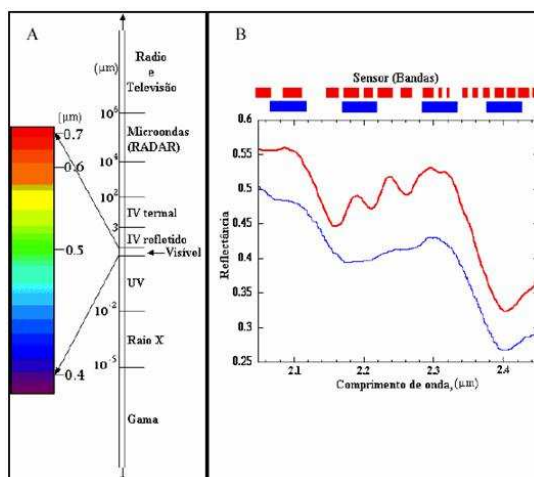 A
(μm)
Radio
e
Televisão
10⁶
Microondas
(RADAR)
10⁴
10²
IV termal
3
IV refletido
Visível
UV
10⁻²
Raio X
10⁻⁵
Gama
(μm)
0.7
0.6
0.5
0.4
B
Sensor (Bandas)
Reflectância
0.6
0.55
0.5
0.45
0.4
0.35
0.3
0.25
2.1
2.2
2.3
2.4
Comprimento de onda, (μm)